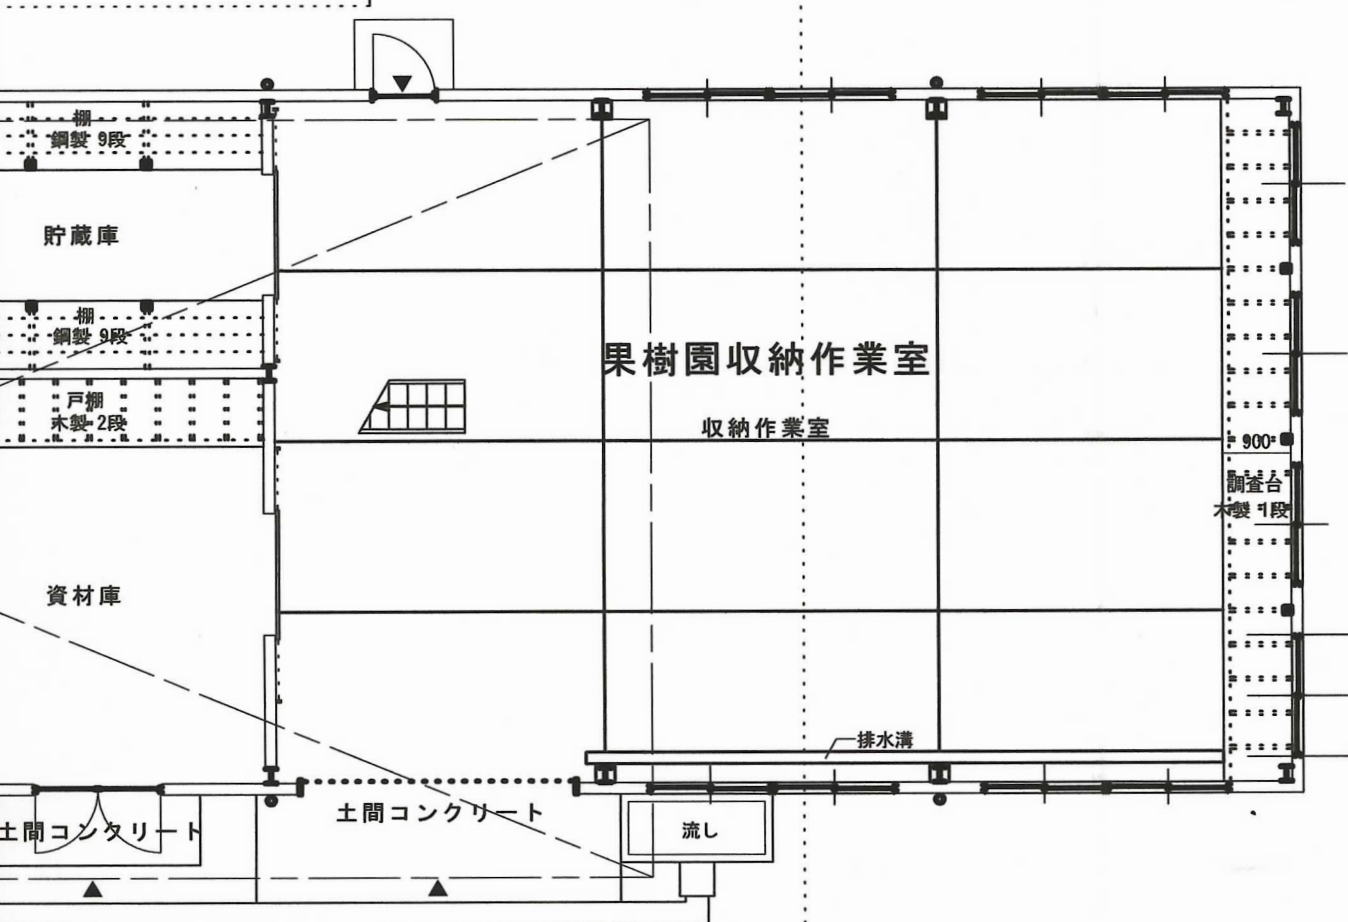 棚
鋼製 9段
貯蔵庫
棚
鋼製 9段
戸棚
木製 2段
果樹園収納作業室
収納作業室
900
調査台
木製 1段
資材庫
排水溝
土間コンクリート
土間コンクリート
流し